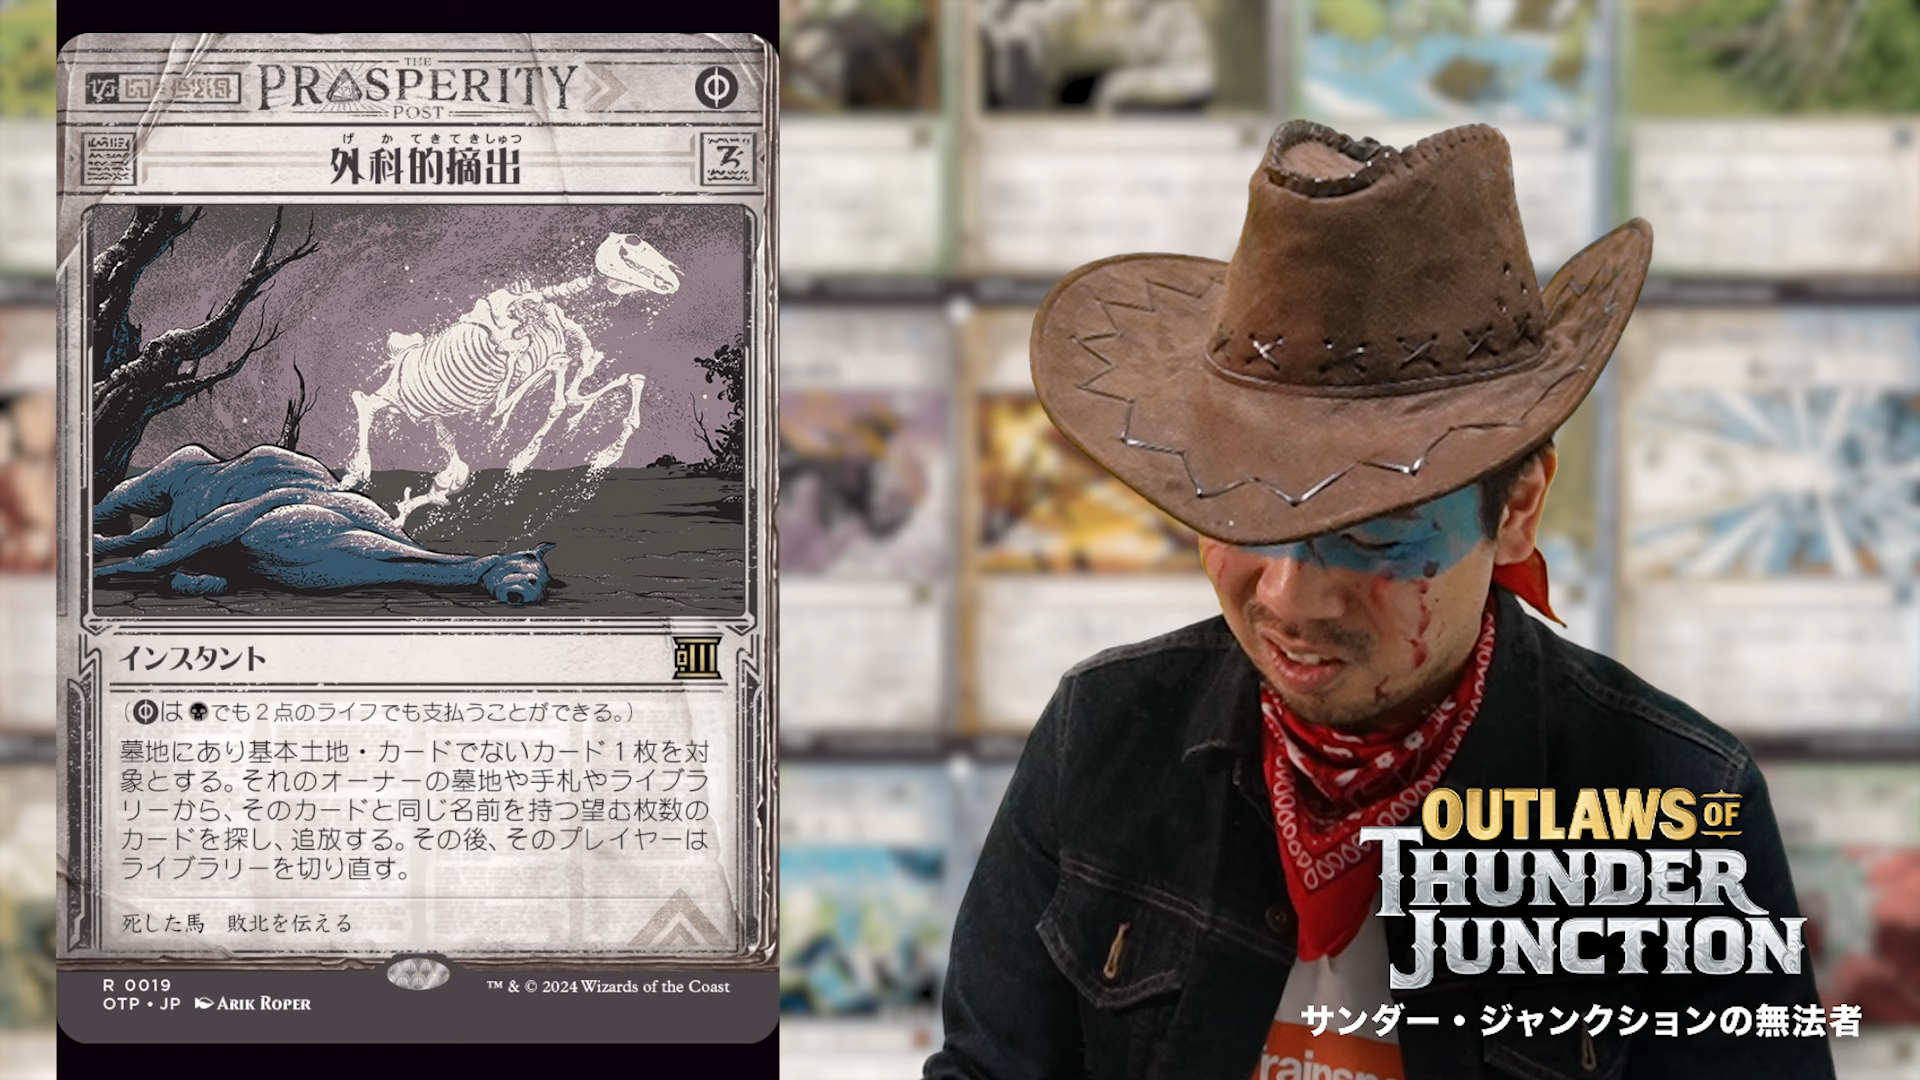 THE
PROSPERITY
POST
げかてきてきしゅつ
外科的摘出
インスタント
(は でも2点のライフでも支払うことができる。)
墓地にあり基本土地・カードでないカード1枚を対
象とする。それのオーナーの墓地や手札やライブラ
リーから、そのカードと同じ名前を持つ望む枚数の
カードを探し、追放する。その後、そのプレイヤーは
ライブラリーを切り直す。
死した馬 敗北を伝える
R 0019
OTP • JP ARIK ROPER
™ & © 2024 Wizards of the Coast
OUTLAWS OF
THUNDER
JUNCTION
サンダー・ジャンクションの無法者